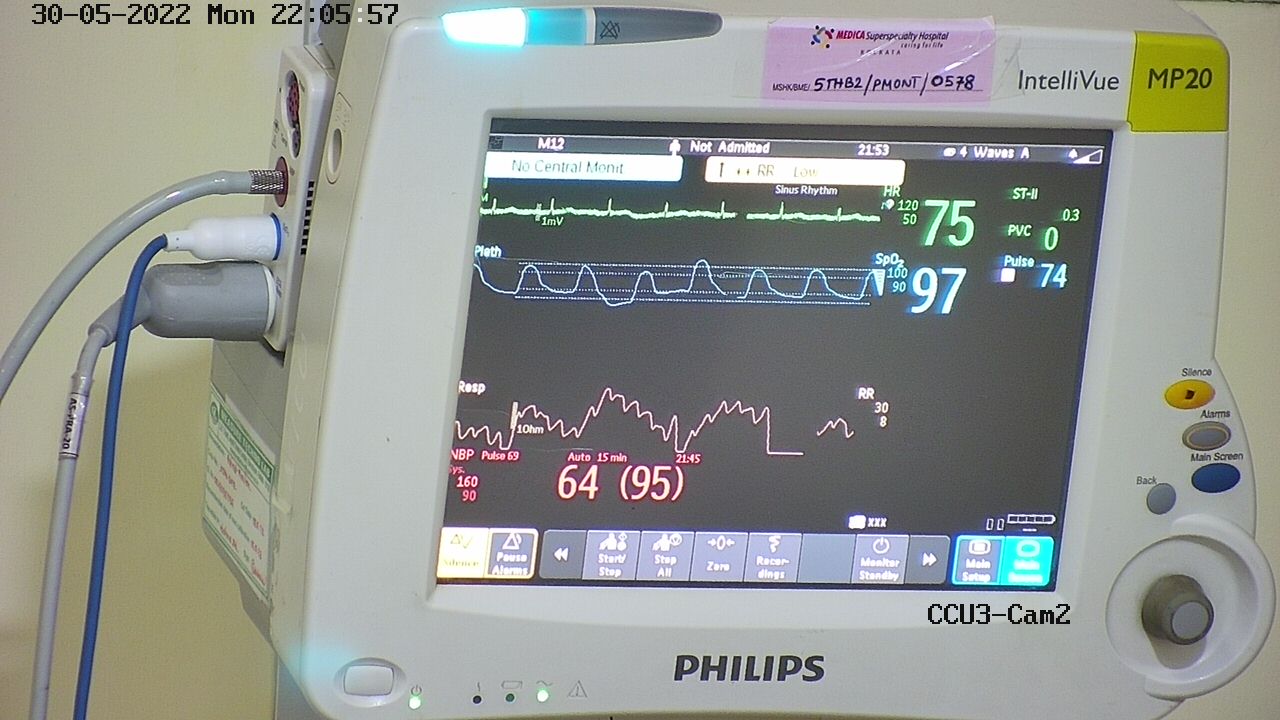 30-05-2022 Mon 22:05:57
MEDICA Superspecialty Hospital
caring for life
KOLKATA
MSHK/BME/ 5THB2/PMONT/0578
IntelliVue MP20
M12 Not Admitted 21:53 4 Waves A
No Central Monit ++ RR Low
Sinus Rhythm
M
1mV
HR
120
50
75
ST-II
0.3
PVC 0
Pleth
SpO₂
100
90
97
Pulse 74
Resp
1Ohm
RR
30
8
NBP Pulse 69 Auto 15 min 21:45
Sys.
160
90
64 (95)
xxx
Silence
Alarms
Main Screen
Back
Silence
Pause
Alarms
Start/
Stop
Stop
All
Zero
Recor-
dings
Monitor
Standby
Main
Setup
CCU3-Cam2
PHILIPS